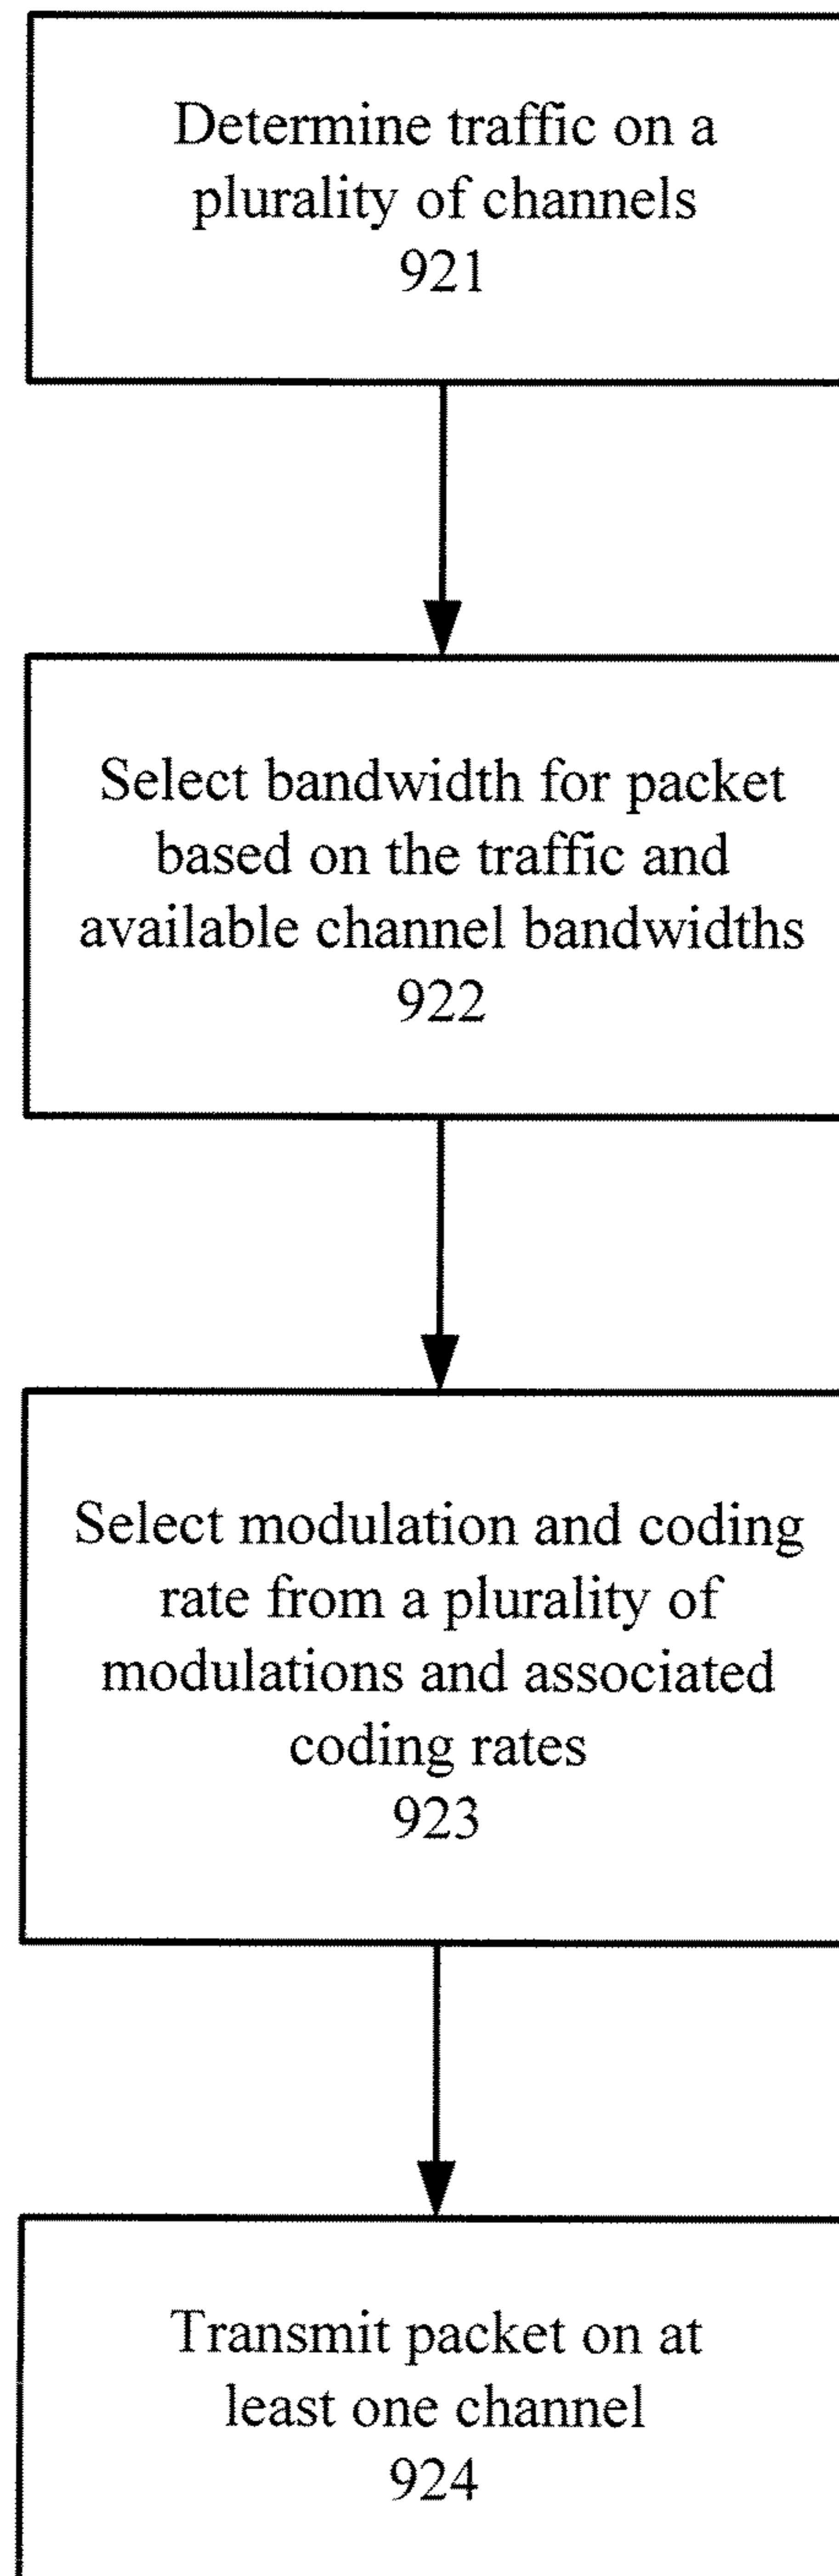 Determine traffic on a
plurality of channels
921
Select bandwidth for packet
based on the traffic and
available channel bandwidths
922
Select modulation and coding
rate from a plurality of
modulations and associated
coding rates
923
Transmit packet on at
least one channel
924